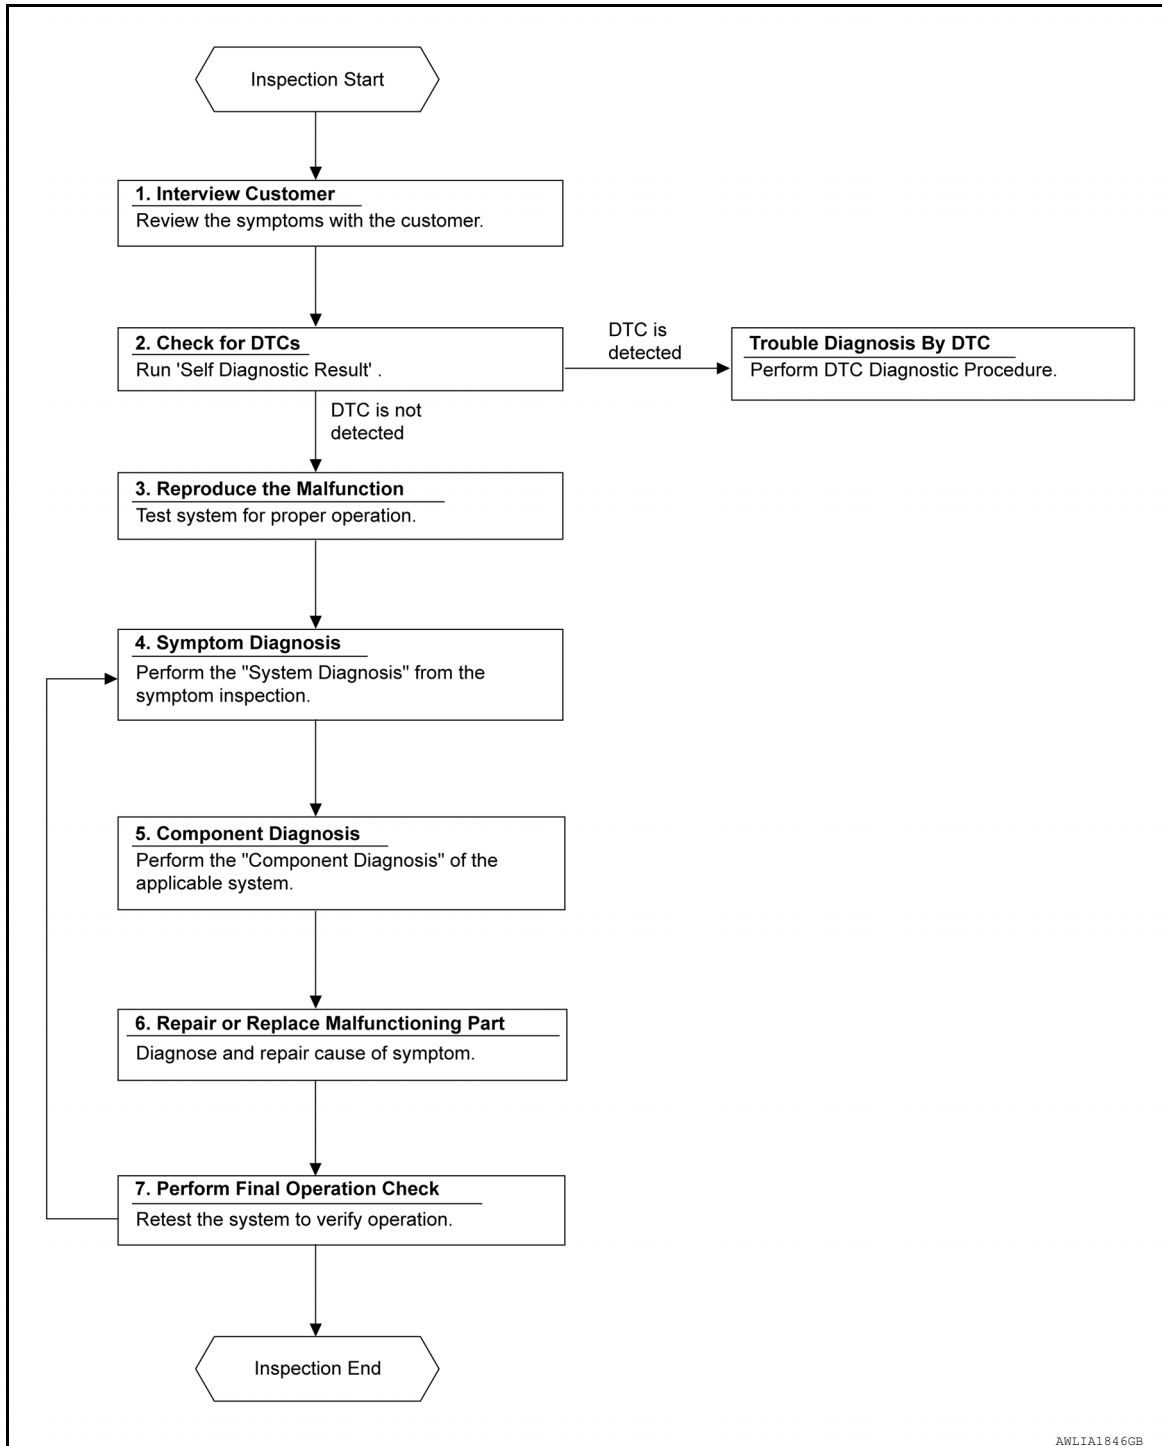 Inspection Start
1. Interview Customer
Review the symptoms with the customer.
2. Check for DTCs
Run 'Self Diagnostic Result' .
DTC is
detected
Trouble Diagnosis By DTC
Perform DTC Diagnostic Procedure.
DTC is not
detected
3. Reproduce the Malfunction
Test system for proper operation.
4. Symptom Diagnosis
Perform the "System Diagnosis" from the
symptom inspection.
5. Component Diagnosis
Perform the "Component Diagnosis" of the
applicable system.
6. Repair or Replace Malfunctioning Part
Diagnose and repair cause of symptom.
7. Perform Final Operation Check
Retest the system to verify operation.
Inspection End
AWLIA1846GB